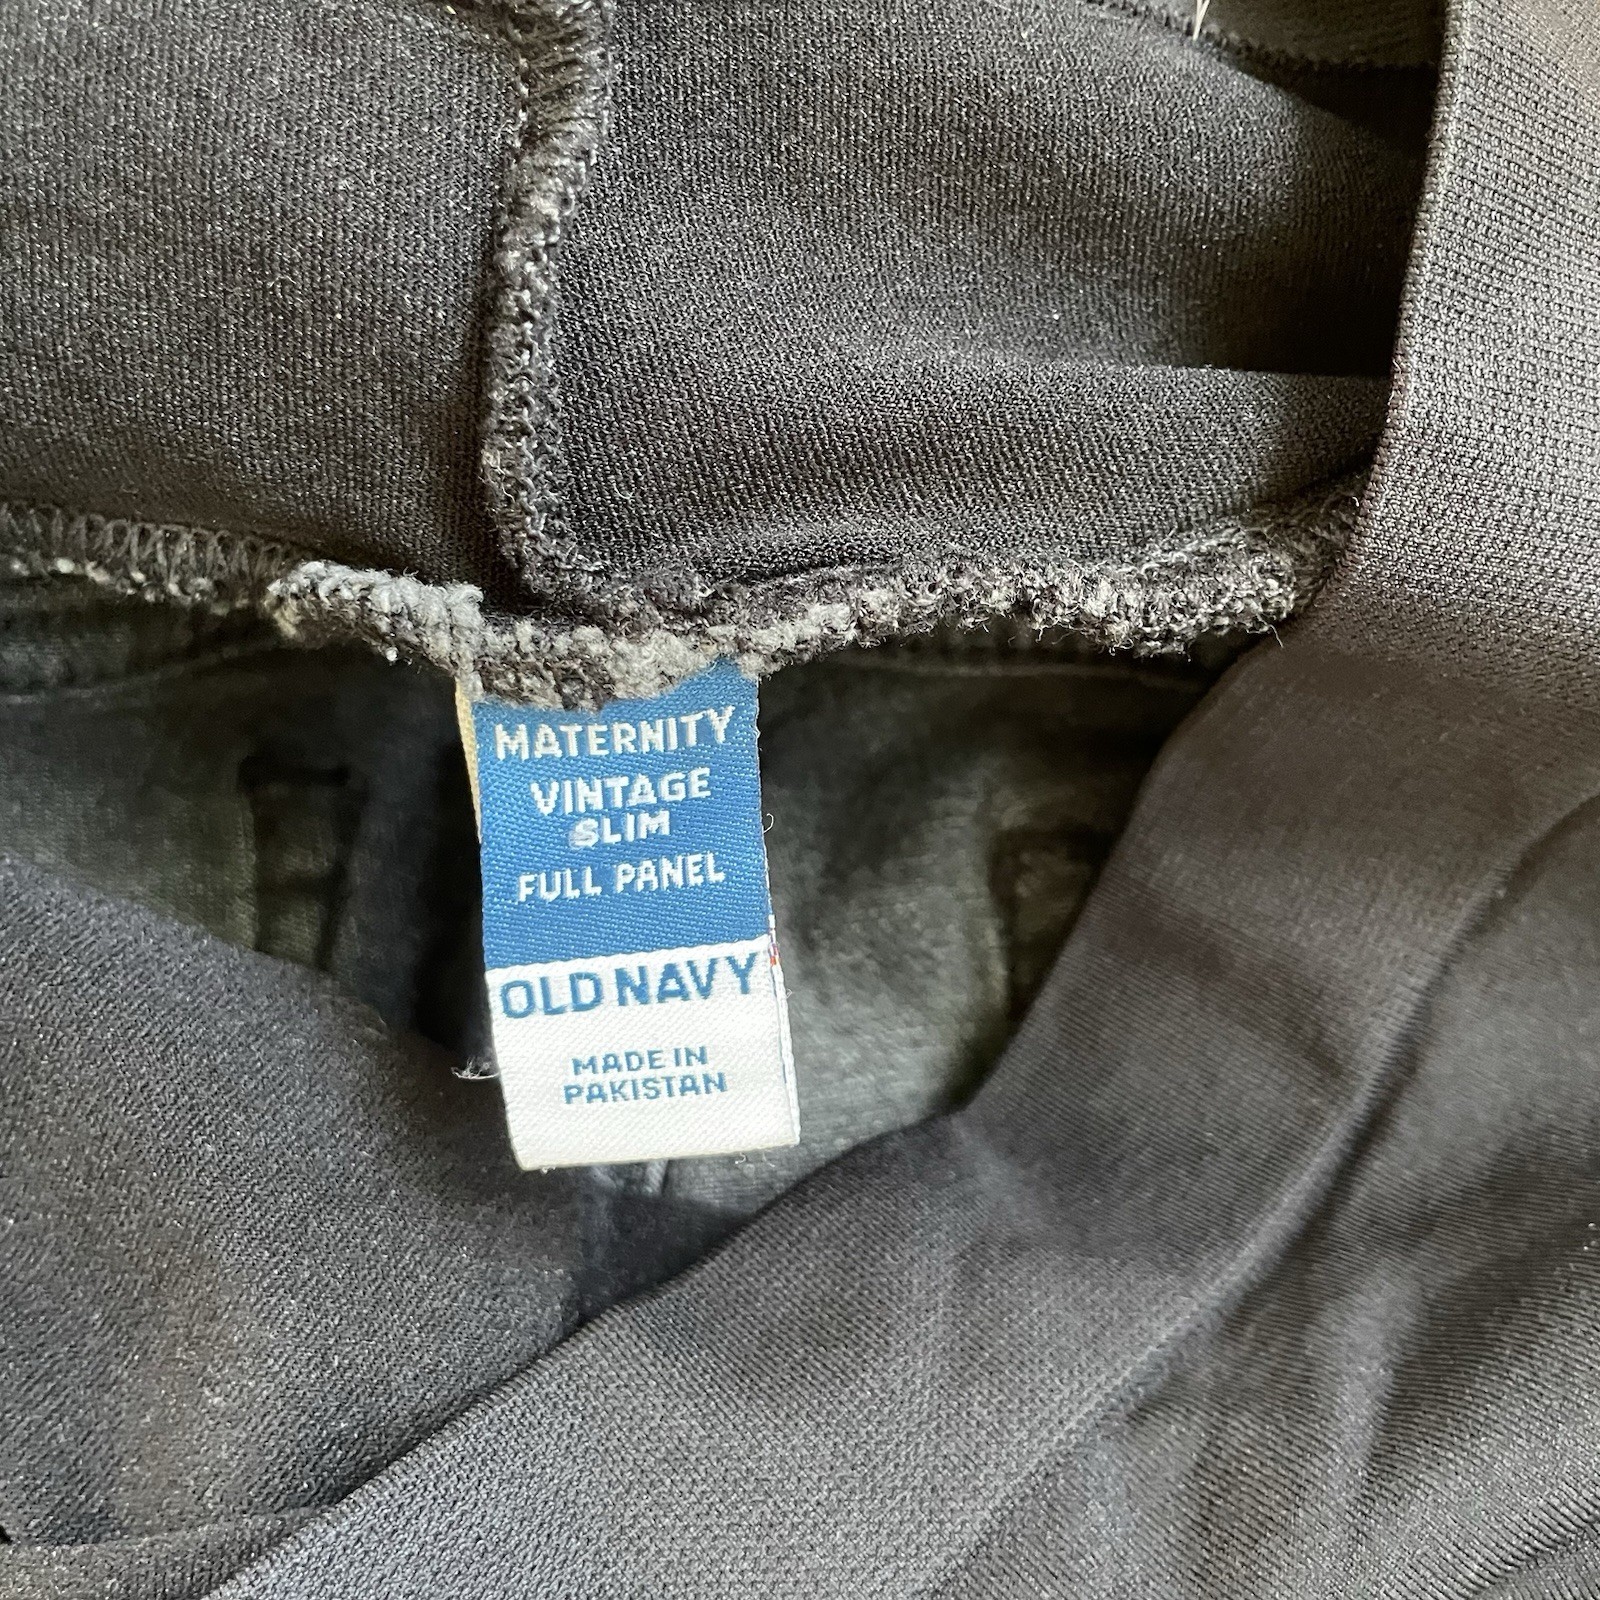 MATERNITY
VINTAGE
SLIM
FULL PANEL
OLD NAVY
MADE IN
PAKISTAN